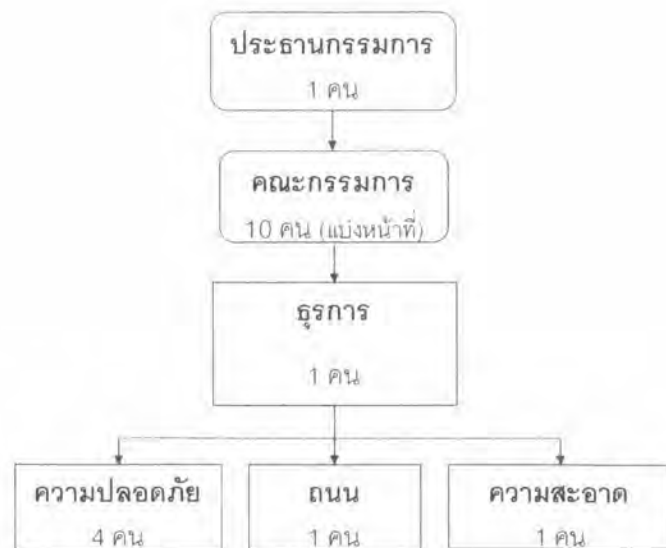 ประธานกรรมการ
1 คน
คณะกรรมการ
10 คน (แบ่งหน้าที่)
ธุรการ
1 คน
ความปลอดภัย
4 คน
ถนน
1 คน
ความสะอาด
1 คน